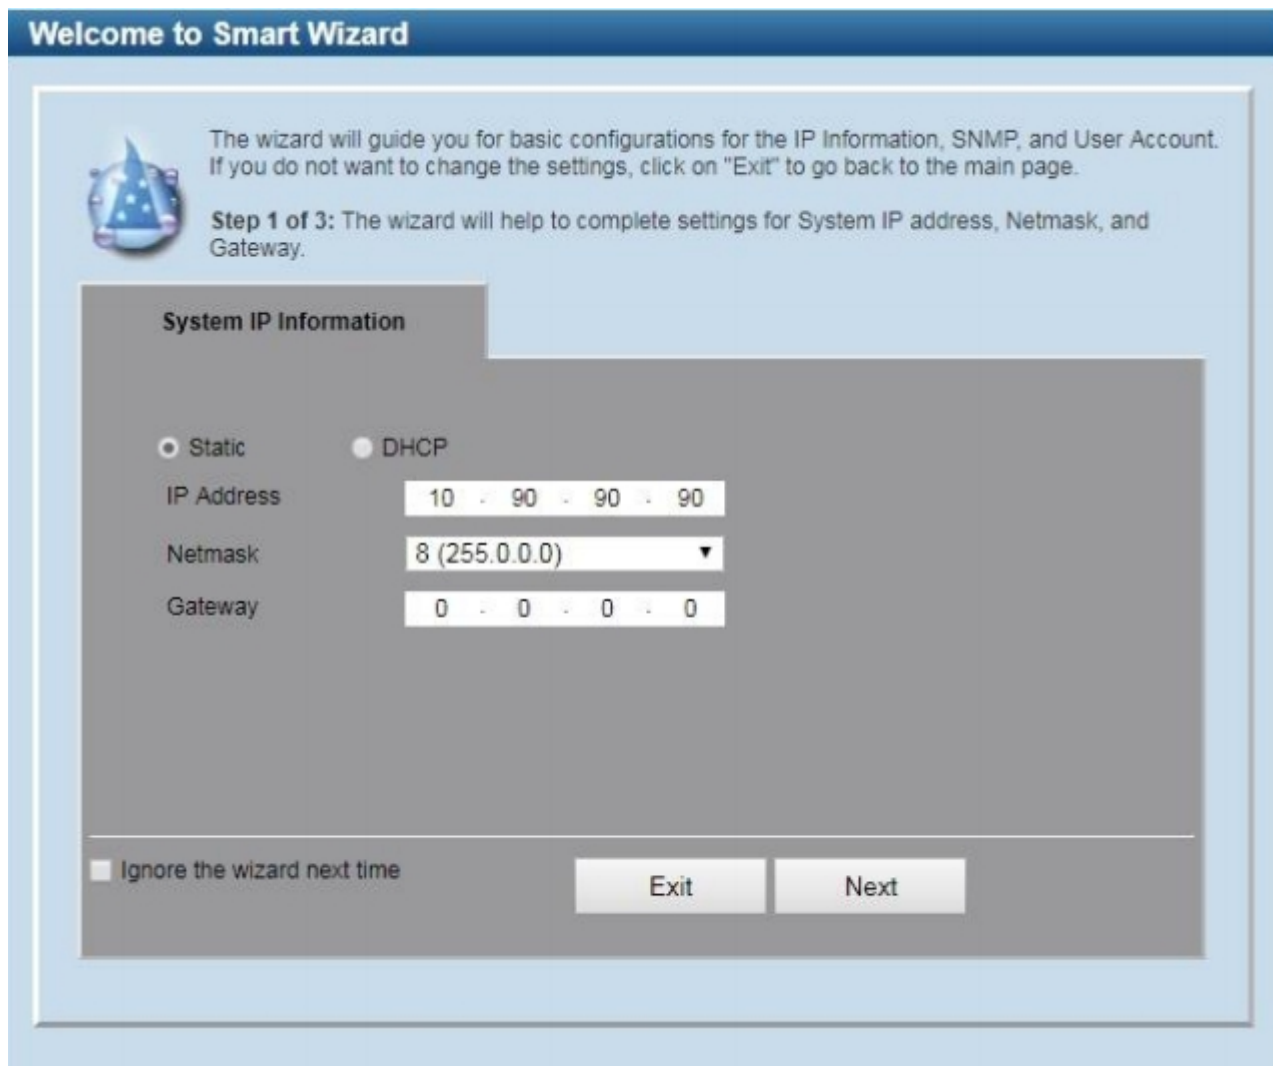 Welcome to Smart Wizard
The wizard will guide you for basic configurations for the IP Information, SNMP, and User Account.
If you do not want to change the settings, click on "Exit" to go back to the main page.
Step 1 of 3: The wizard will help to complete settings for System IP address, Netmask, and
Gateway.
System IP Information
Static DHCP
IP Address 10 . 90 . 90 . 90
Netmask 8 (255.0.0.0)
Gateway 0 . 0 . 0 . 0
Ignore the wizard next time Exit Next